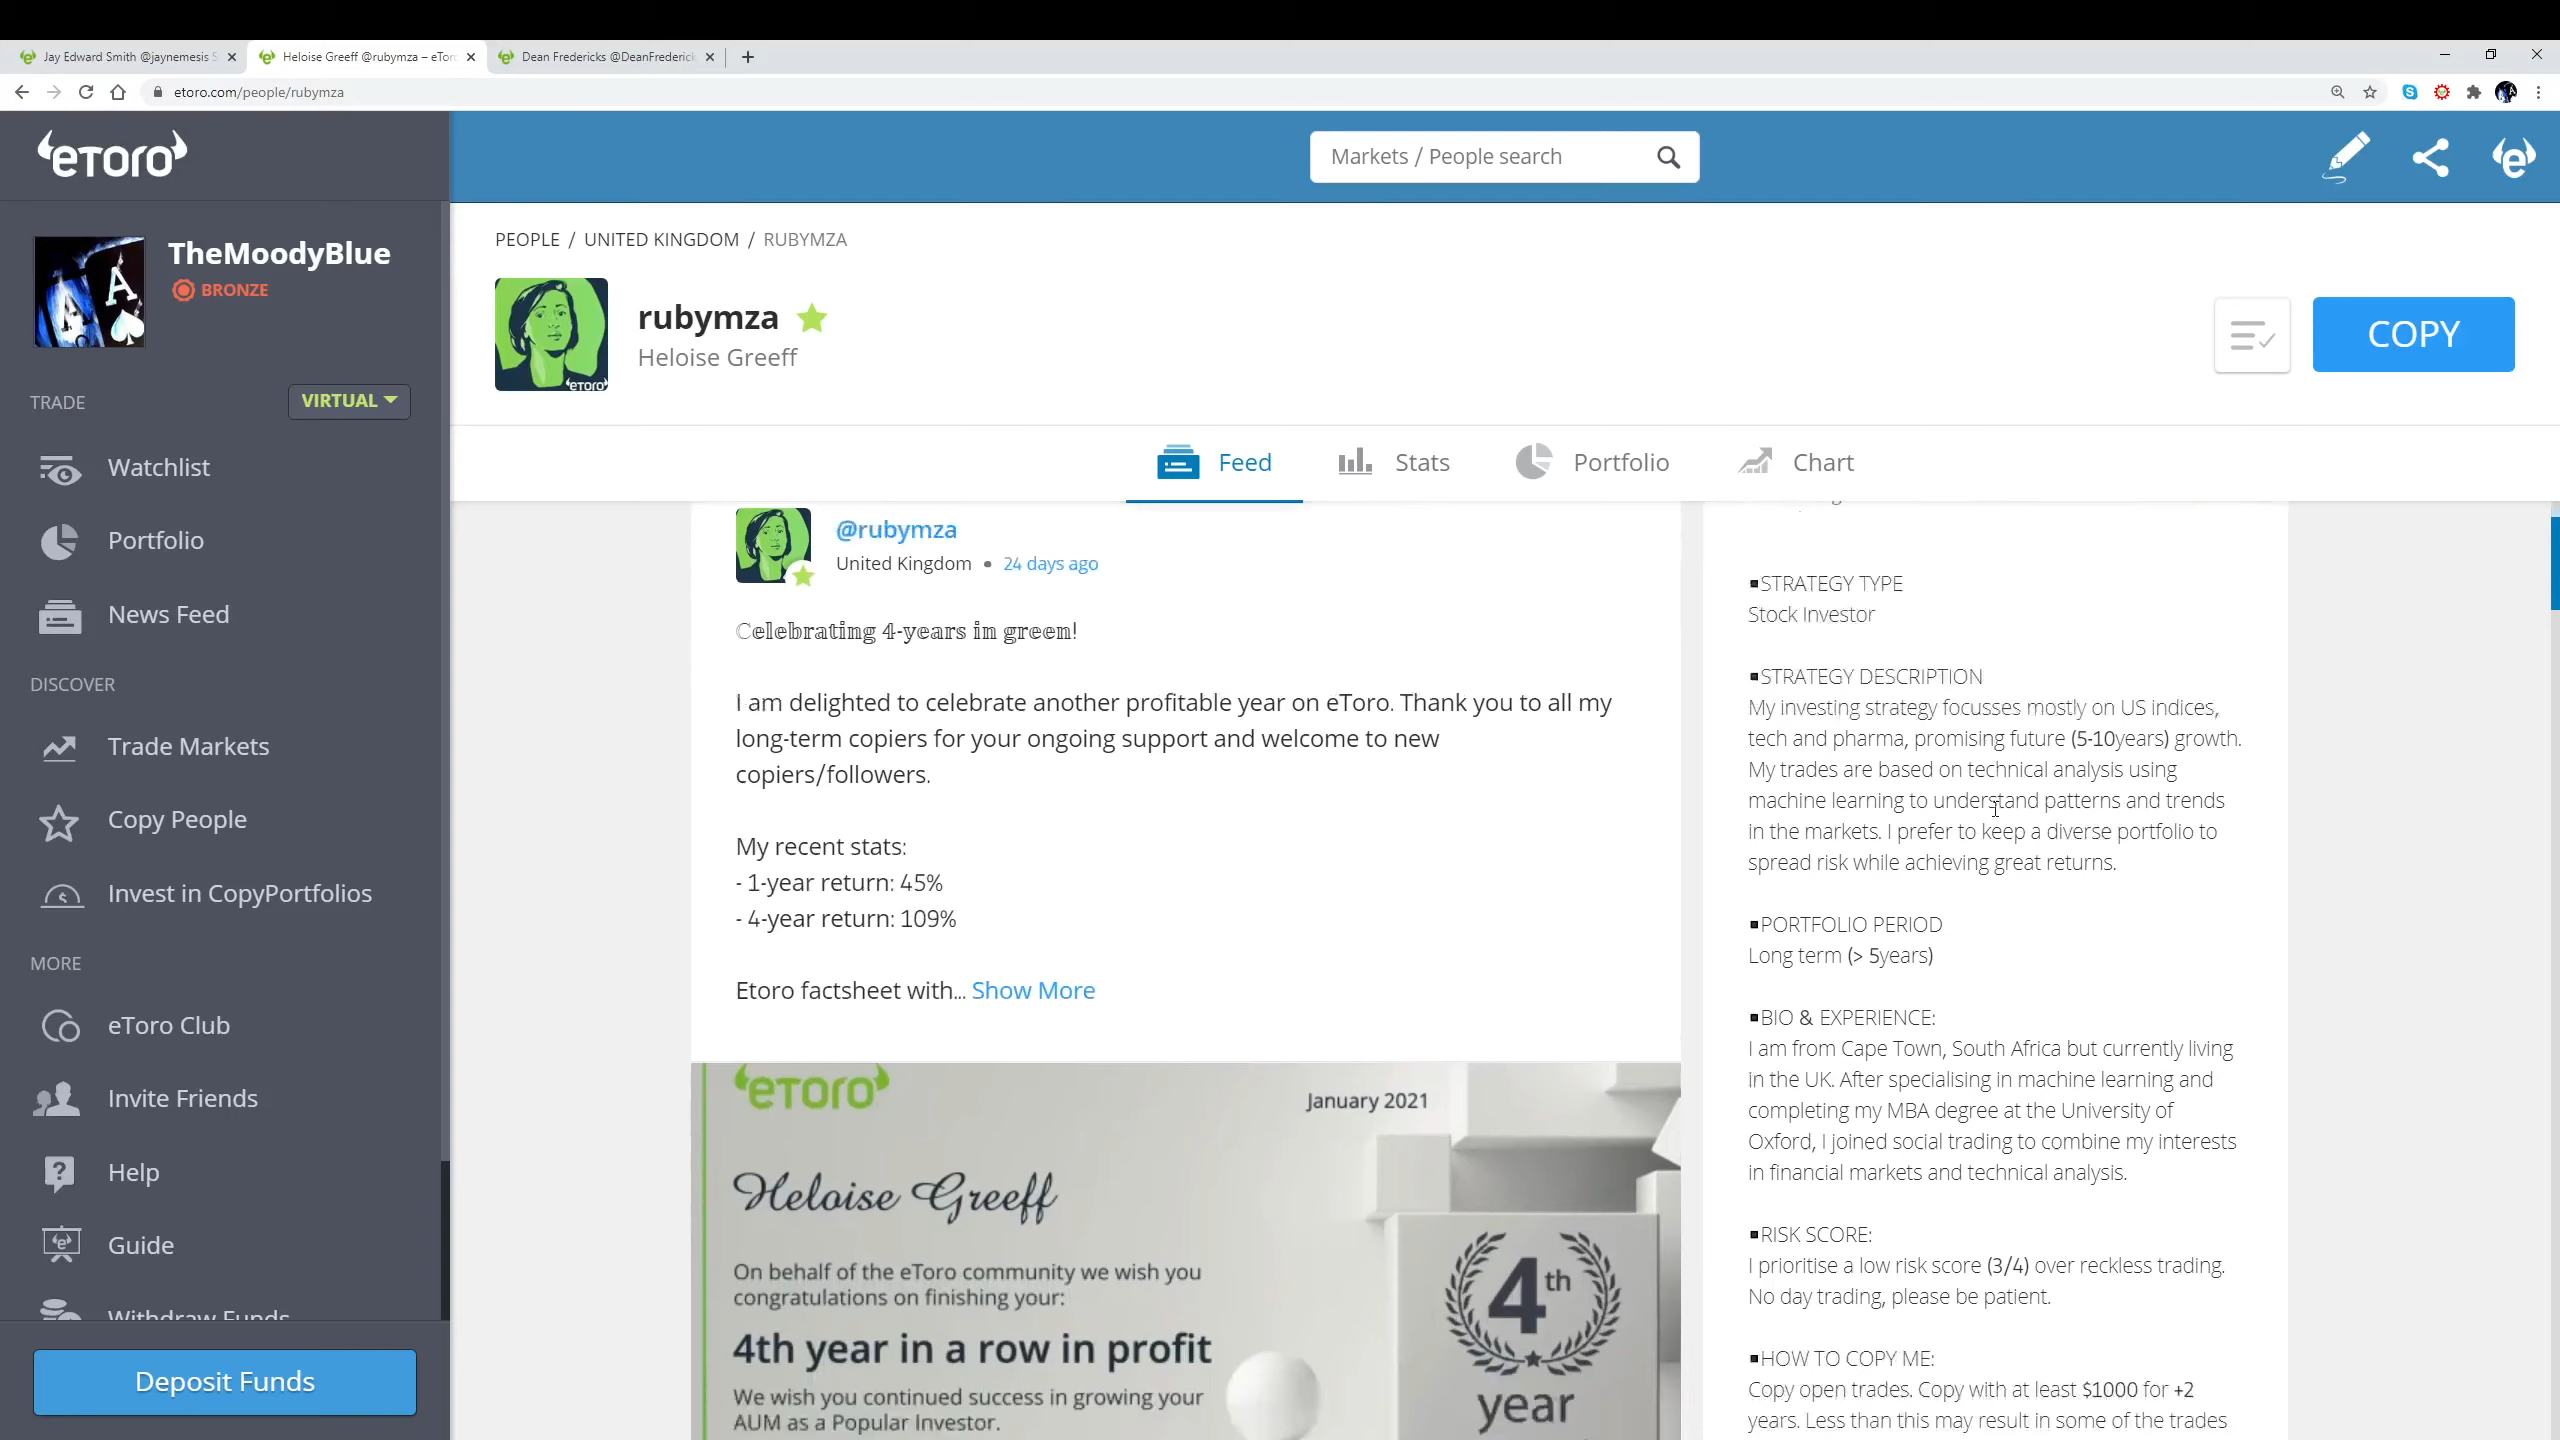 Jay Edward Smith @jaynemesis S
Heloise Greeff @rubymza – eToro
Dean Fredericks @DeanFrederick
etoro.com/people/rubymza
eToro
Markets / People search
TheMoodyBlue
BRONZE
TRADE
VIRTUAL
Watchlist
Portfolio
News Feed
DISCOVER
Trade Markets
Copy People
Invest in CopyPortfolios
MORE
eToro Club
Invite Friends
Help
Guide
Withdraw Funds
Deposit Funds
PEOPLE / UNITED KINGDOM / RUBYMZA
rubymza
Heloise Greeff
eToro
COPY
Feed
Stats
Portfolio
Chart
@rubymza
United Kingdom • 24 days ago
Celebrating 4-years in green!
I am delighted to celebrate another profitable year on eToro. Thank you to all my
long-term copiers for your ongoing support and welcome to new
copiers/followers.
My recent stats:
- 1-year return: 45%
- 4-year return: 109%
Etoro factsheet with... Show More
eToro
January 2021
Heloise Greeff
On behalf of the eToro community we wish you
congratulations on finishing your:
4th year in a row in profit
We wish you continued success in growing your
AUM as a Popular Investor.
4th
year
▪STRATEGY TYPE
Stock Investor
▪STRATEGY DESCRIPTION
My investing strategy focusses mostly on US indices,
tech and pharma, promising future (5-10years) growth.
My trades are based on technical analysis using
machine learning to understand patterns and trends
in the markets. I prefer to keep a diverse portfolio to
spread risk while achieving great returns.
▪PORTFOLIO PERIOD
Long term (> 5years)
▪BIO & EXPERIENCE:
I am from Cape Town, South Africa but currently living
in the UK. After specialising in machine learning and
completing my MBA degree at the University of
Oxford, I joined social trading to combine my interests
in financial markets and technical analysis.
▪RISK SCORE:
I prioritise a low risk score (3/4) over reckless trading.
No day trading, please be patient.
▪HOW TO COPY ME:
Copy open trades. Copy with at least $1000 for +2
years. Less than this may result in some of the trades